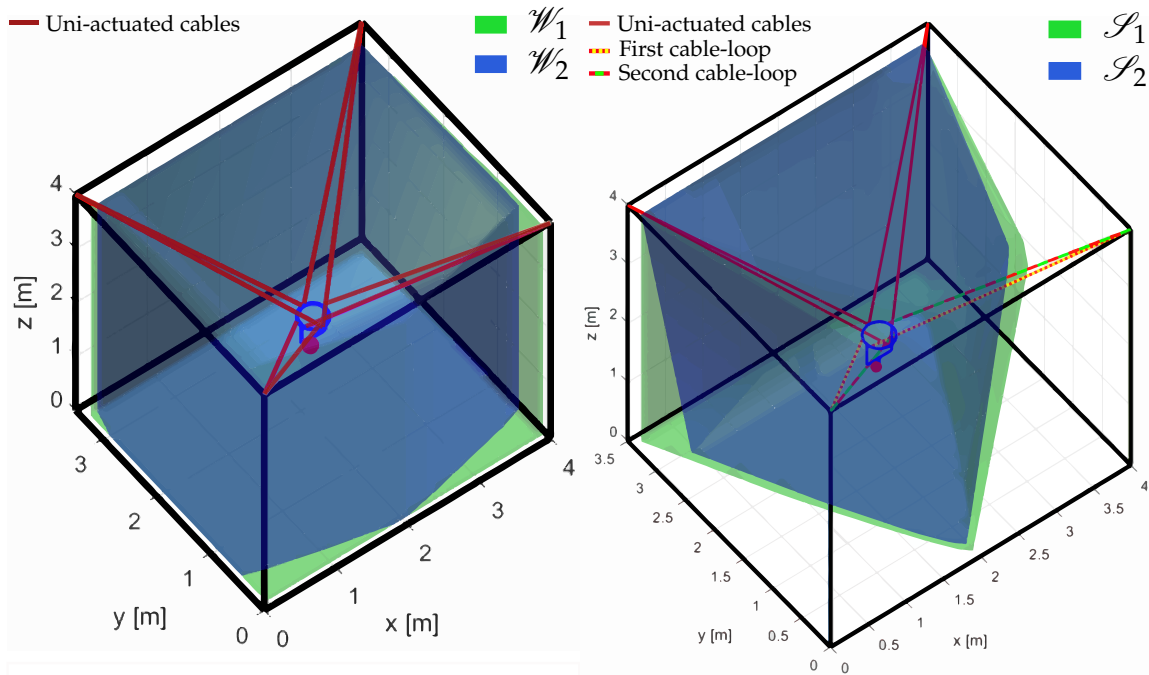 Uni-actuated cables
𝒲1
𝒲2
4
3
2
1
0
z [m]
3
2
1
0
y [m]
0
1
2
3
4
x [m]
Uni-actuated cables
First cable-loop
Second cable-loop
𝒮1
𝒮2
4
3
2
1
0
z [m]
3.5
3
2.5
2
1.5
1
0.5
0
y [m]
0
0.5
1
1.5
2
2.5
3
3.5
4
x [m]